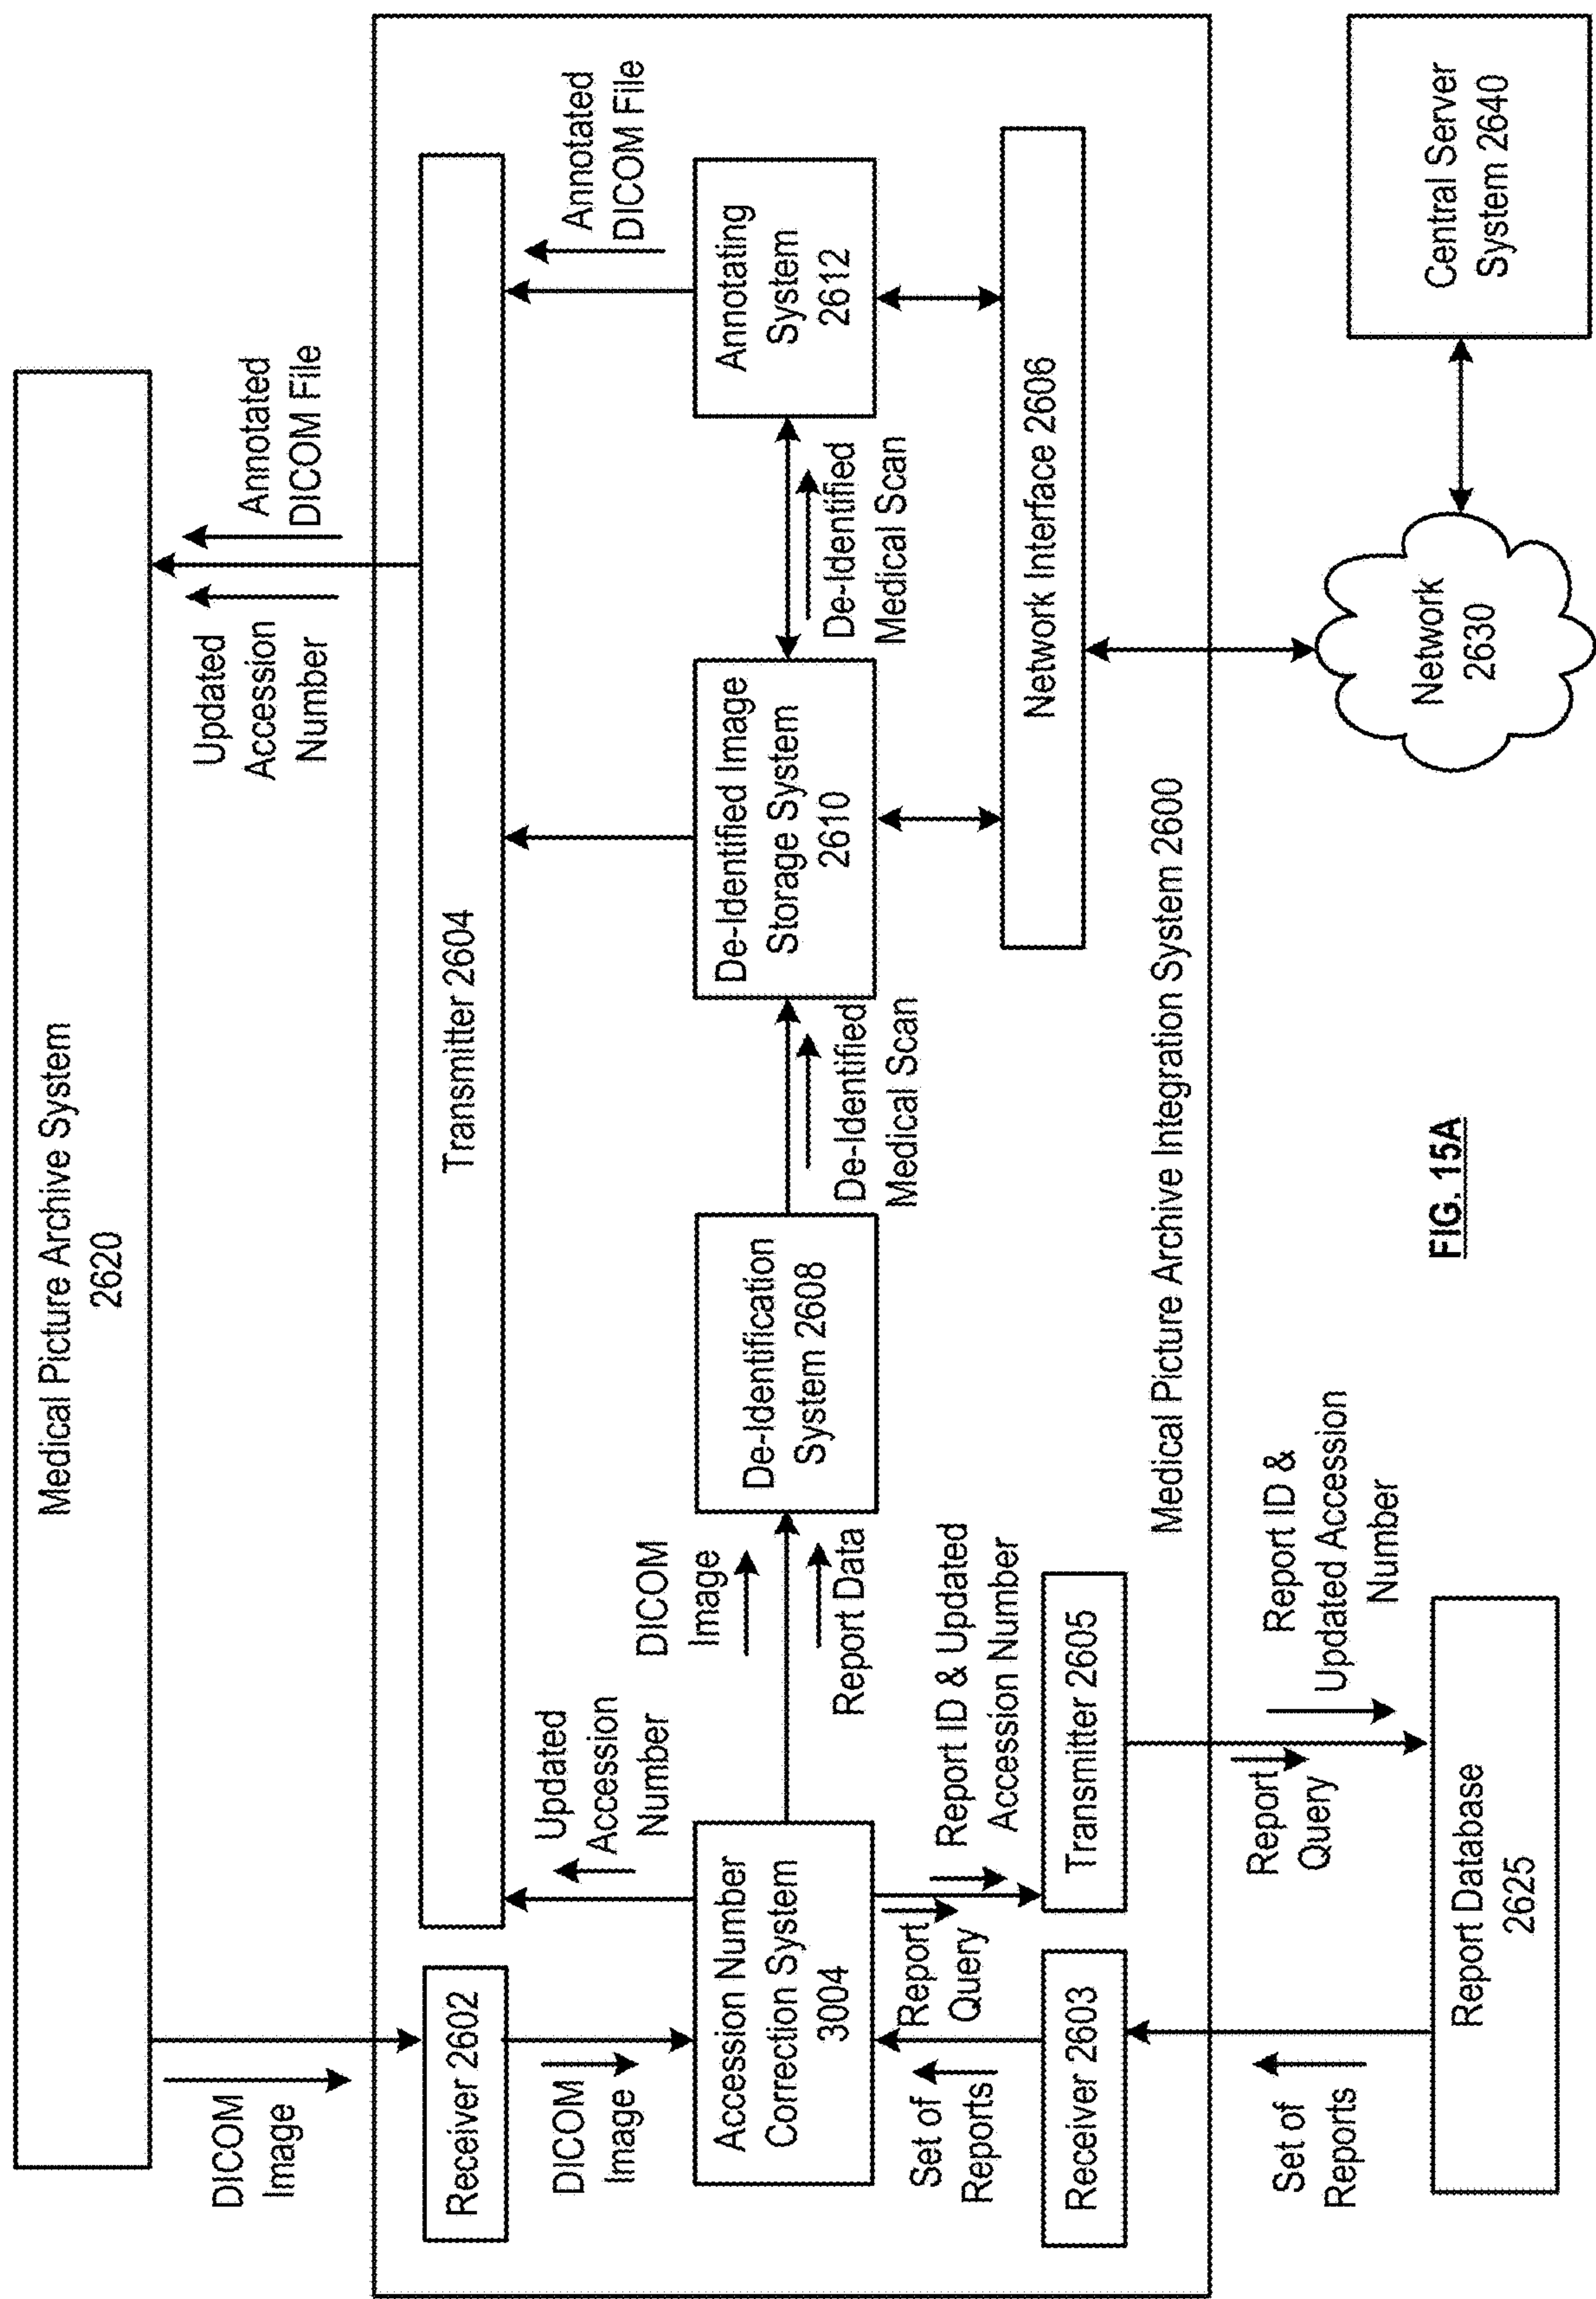 Medical Picture Archive System
2620
DICOM
Image
Updated
Accession
Number
Annotated
DICOM File
Receiver 2602
Transmitter 2604
DICOM
Image
Updated
Accession
Number
DICOM
Image
Annotated
DICOM File
Accession Number
Correction System
3004
De-Identification
System 2608
De-Identified Image
Storage System
2610
Annotating
System
2612
Report Data
De-Identified
Medical Scan
De-Identified
Medical Scan
Set of
Reports
Report
Query
Report ID & Updated
Accession Number
Receiver 2603
Transmitter 2605
Network Interface 2606
Medical Picture Archive Integration System 2600
Set of
Reports
Report
Query
Report ID &
Updated Accession
Number
Report Database
2625
Network
2630
Central Server
System 2640
FIG. 15A